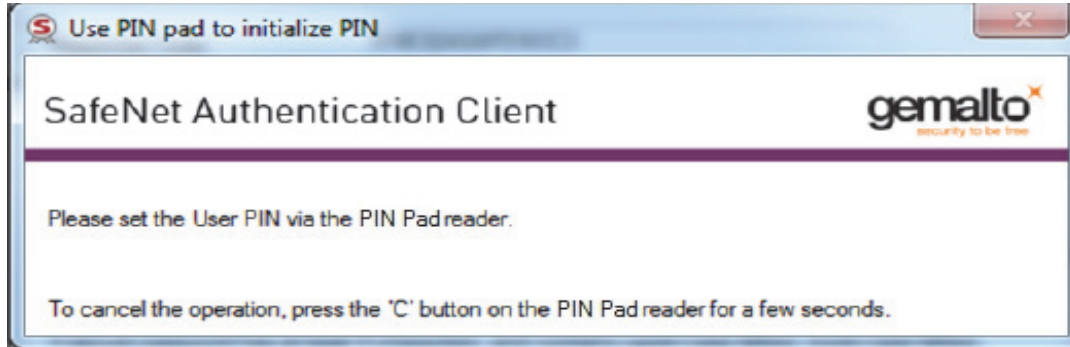 Use PIN pad to initialize PIN
SafeNet Authentication Client
gemalto
security to be free
Please set the User PIN via the PIN Pad reader.
To cancel the operation, press the 'C' button on the PIN Pad reader for a few seconds.